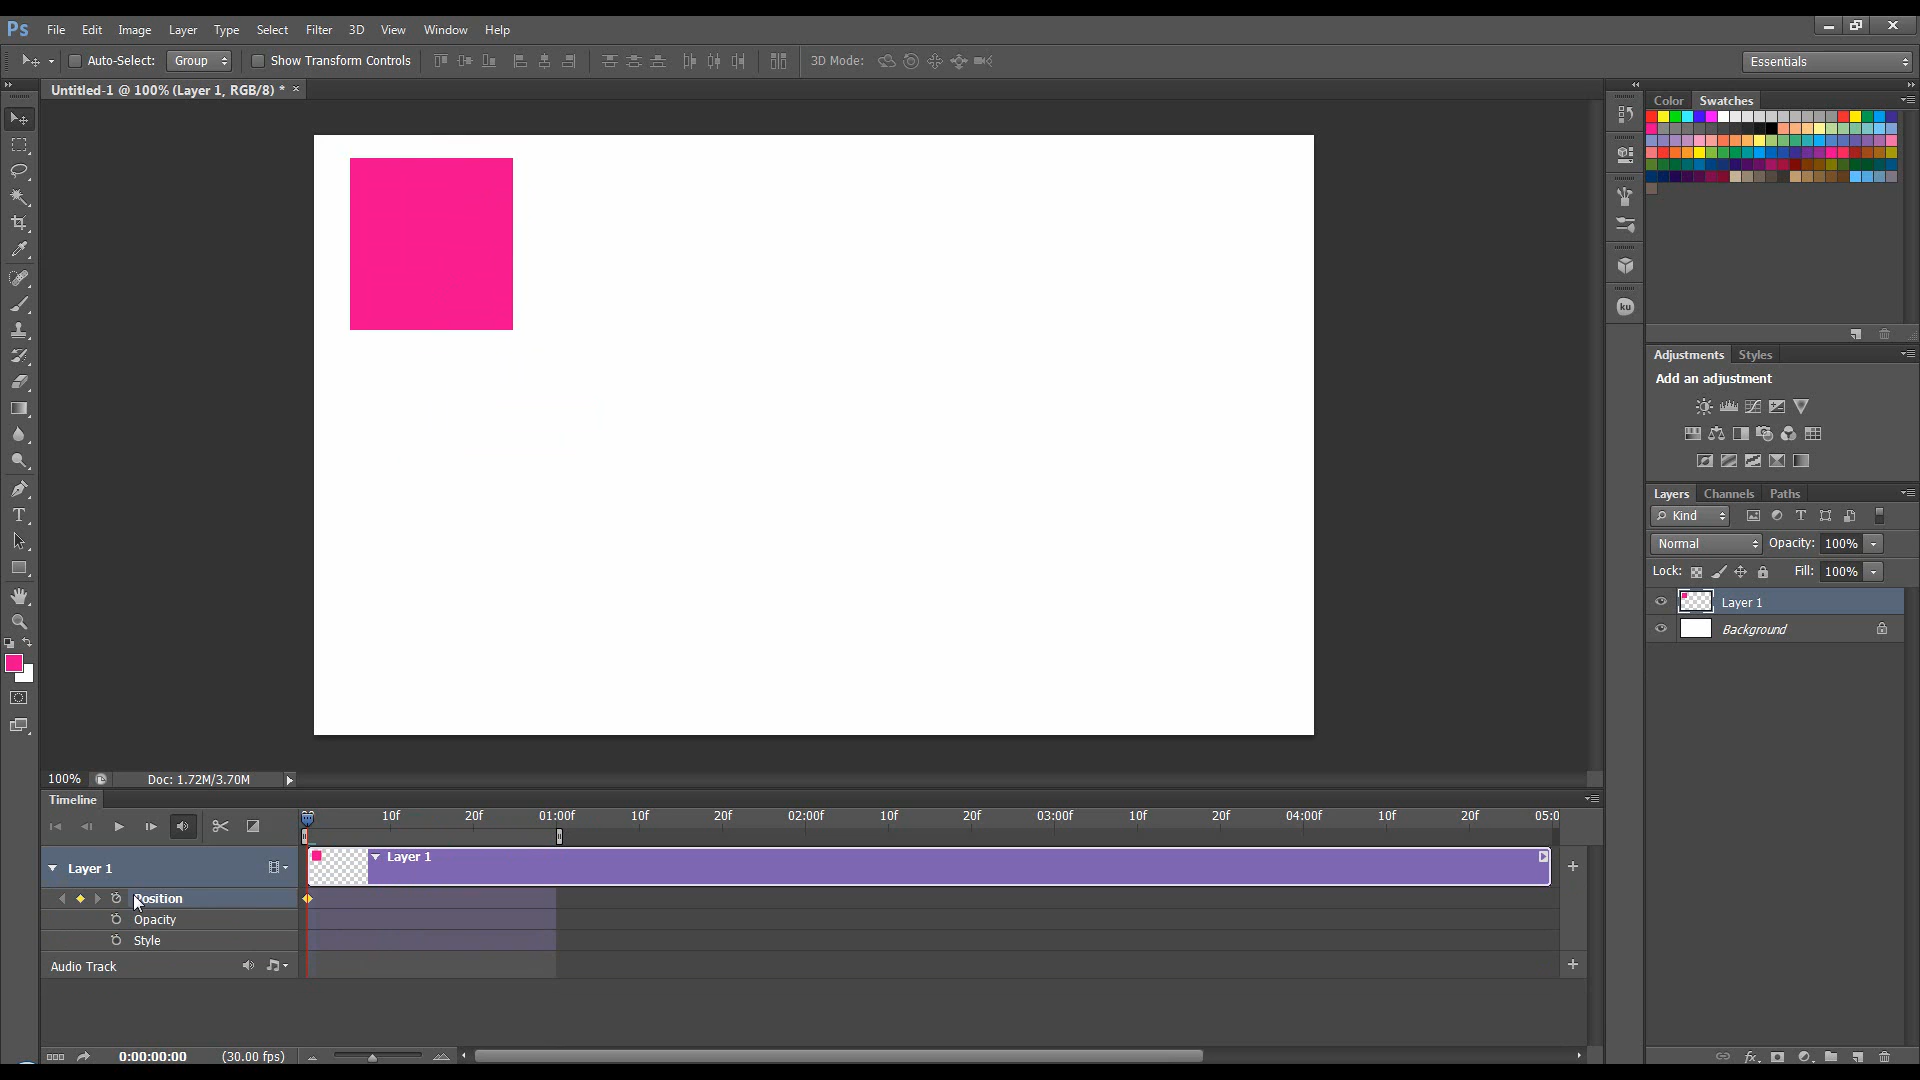 Ps File Edit Image Layer Type Select Filter 3D View Window Help
Auto-Select: Group Show Transform Controls 3D Mode: Essentials
Untitled-1 @ 100% (Layer 1, RGB/8) * ×
Color Swatches
ku
Adjustments Styles
Add an adjustment
Layers Channels Paths
Kind
Normal Opacity: 100%
Lock: Fill: 100%
Layer 1
Background
100% Doc: 1.72M/3.70M
Timeline
10f 20f 01:00f 10f 20f 02:00f 10f 20f 03:00f 10f 20f 04:00f 10f 20f 05:0
Layer 1 Layer 1
Position
Opacity
Style
Audio Track
0:00:00:00 (30.00 fps)
fx